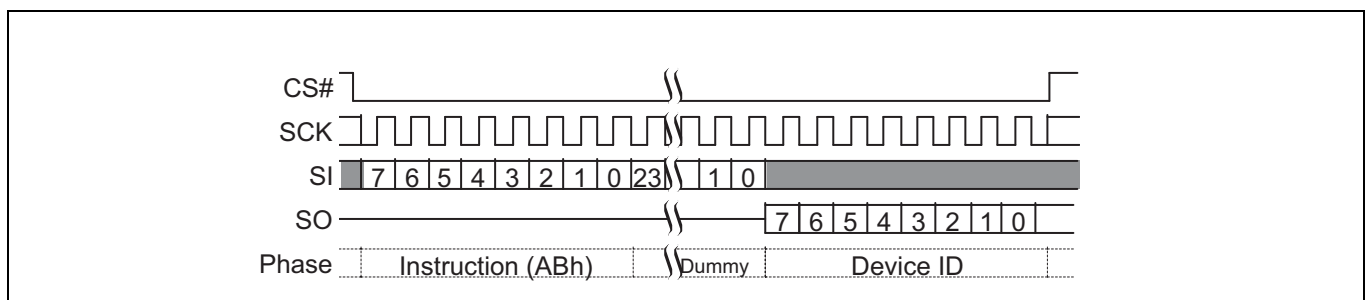 CS#
SCK
SI 7 6 5 4 3 2 1 0 23 1 0
SO 7 6 5 4 3 2 1 0
Phase Instruction (ABh) Dummy Device ID